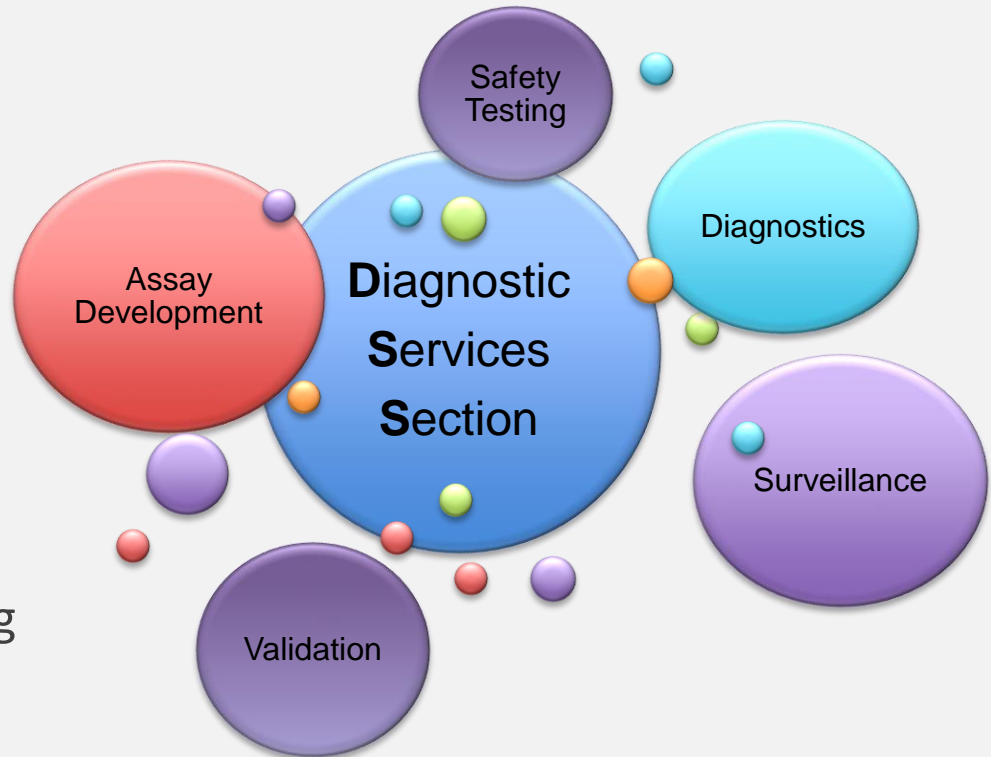 Safety
Testing
Diagnostics
Assay
Development
Diagnostic
Services
Section
Surveillance
Validation
g